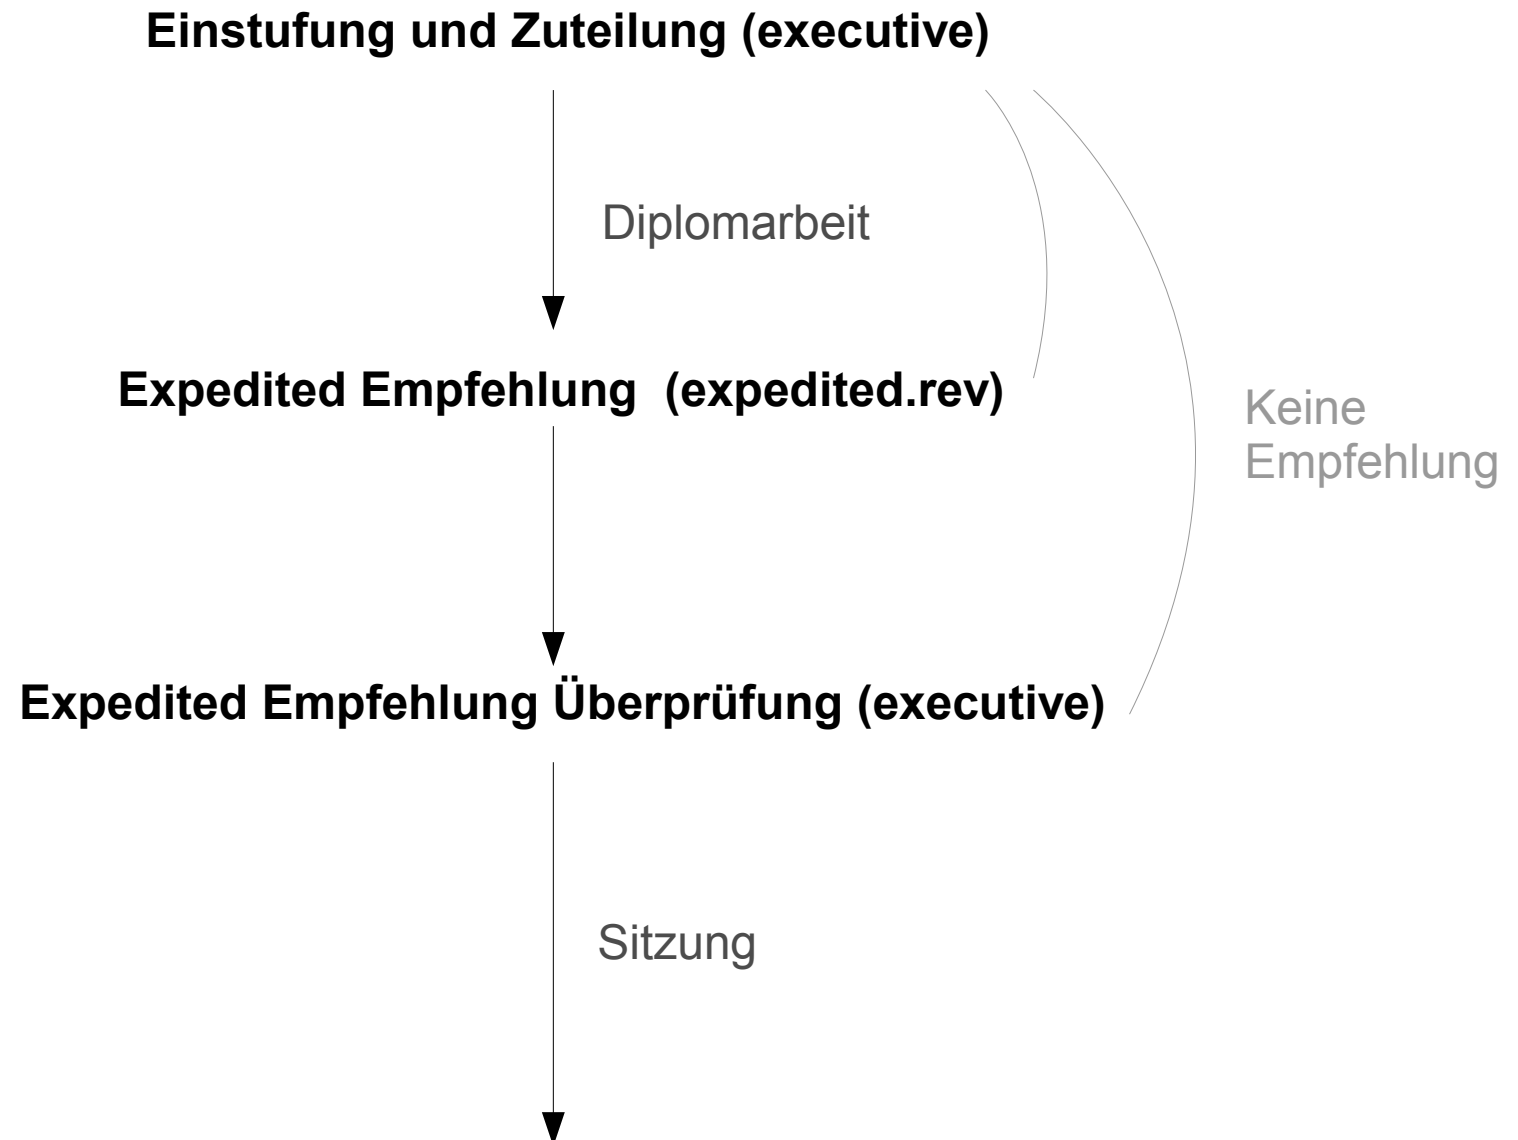 Einstufung und Zuteilung (executive)
Diplomarbeit
Expedited Empfehlung  (expedited.rev)
Keine
Empfehlung
Expedited Empfehlung Überprüfung (executive)
Sitzung